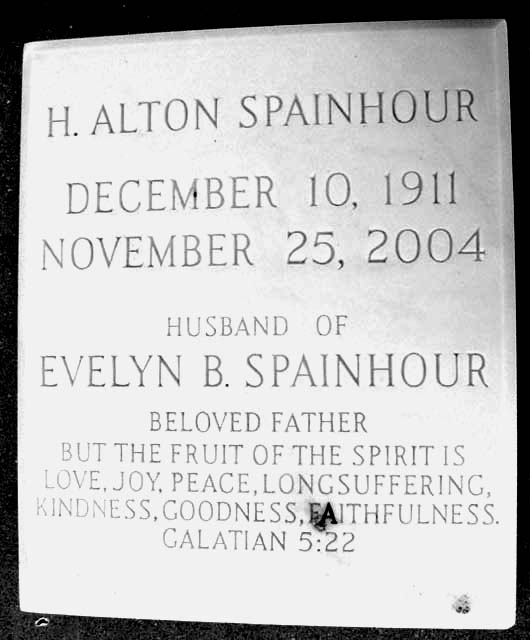 H. ALTON SPAINHOUR
DECEMBER 10, 1911
NOVEMBER 25, 2004
HUSBAND OF
EVELYN B. SPAINHOUR
BELOVED FATHER
BUT THE FRUIT OF THE SPIRIT IS
LOVE, JOY, PEACE, LONGSUFFERING,
KINDNESS, GOODNESS, FAITHFULNESS.
GALATIAN 5:22